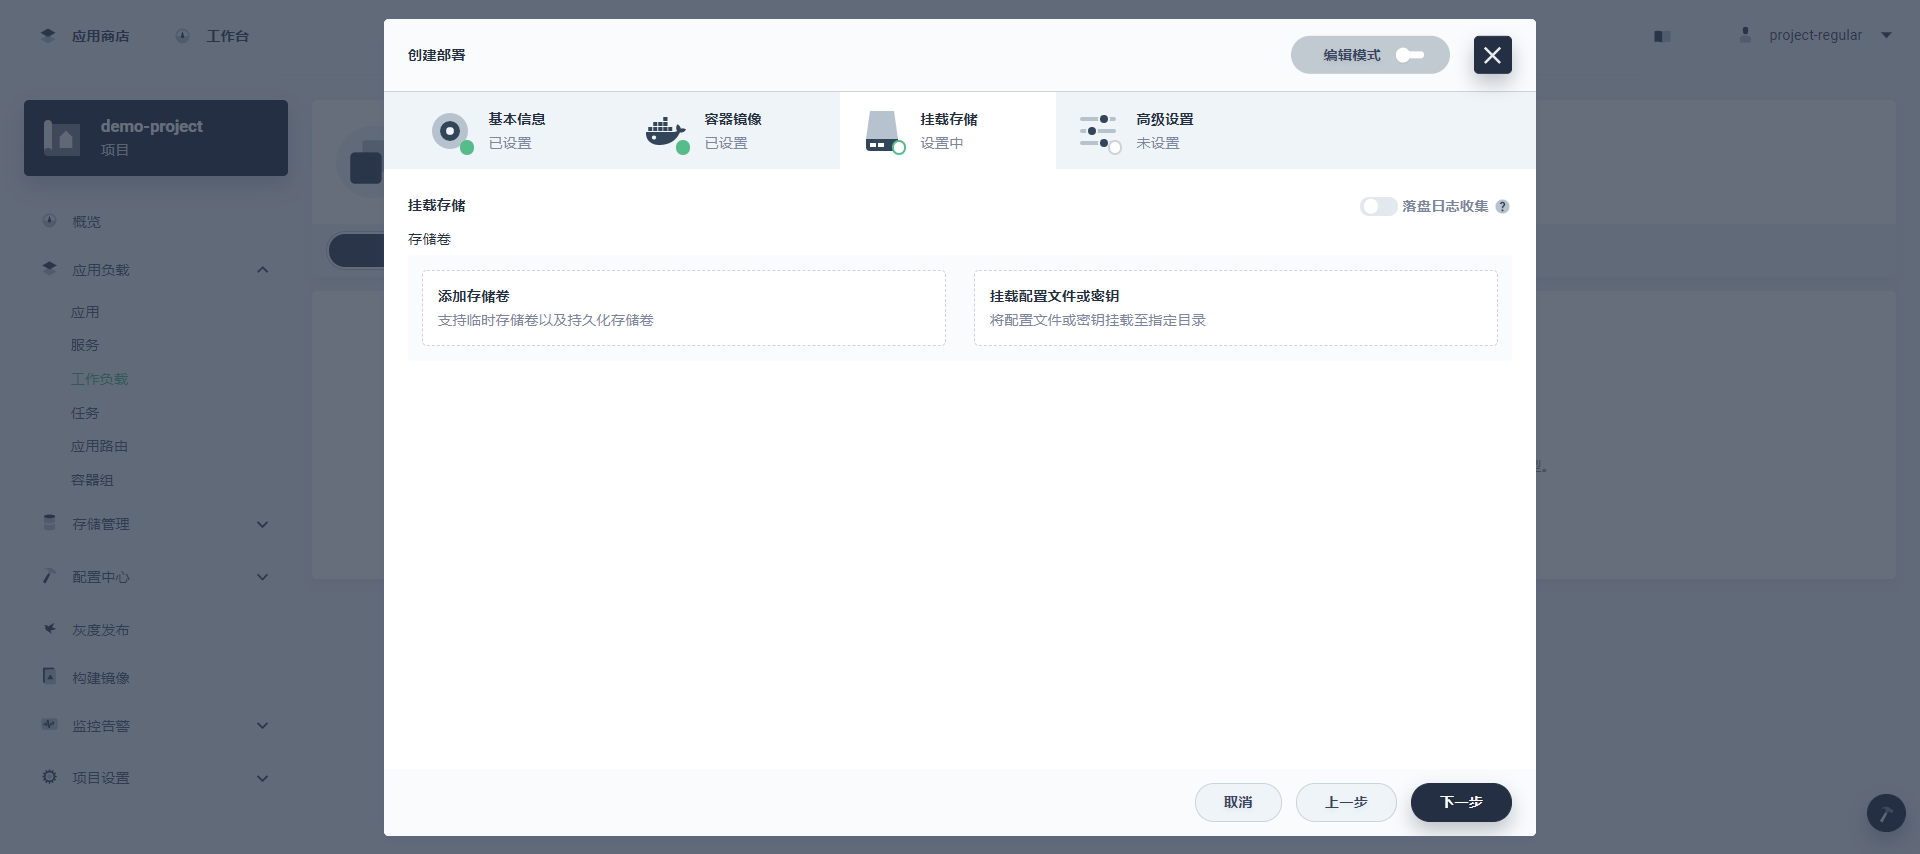 应用商店
工作台
project-regular
demo-project
项目
概览
应用负载
应用
服务
工作负载
任务
应用路由
容器组
存储管理
配置中心
灰度发布
构建镜像
监控告警
项目设置
创建部署
编辑模式
基本信息
已设置
容器镜像
已设置
挂载存储
设置中
高级设置
未设置
挂载存储
落盘日志收集
存储卷
添加存储卷
支持临时存储卷以及持久化存储卷
挂载配置文件或密钥
将配置文件或密钥挂载至指定目录
取消
上一步
下一步